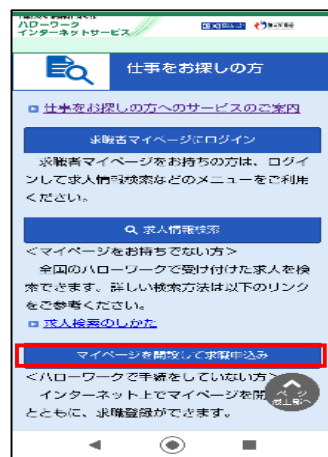 ハローワーク
インターネットサービス
仕事をお探しの方
仕事をお探しの方へのサービスのご案内
求職者マイページにログイン
求職者マイページをお持ちの方は、ログイ
ンして求人情報検索などのメニューをご利用
ください。
求人情報検索
<マイページをお持ちでない方>
全国のハローワークで受け付けた求人を検
索できます。詳しい検索方法は以下のリンク
をご参考ください。
求人検索のしかた
マイページを開設して求職申込み
<ハローワークで手続をしていない方>
ページ
最上部へ
インターネット上でマイページを開
とともに、求職登録ができます。